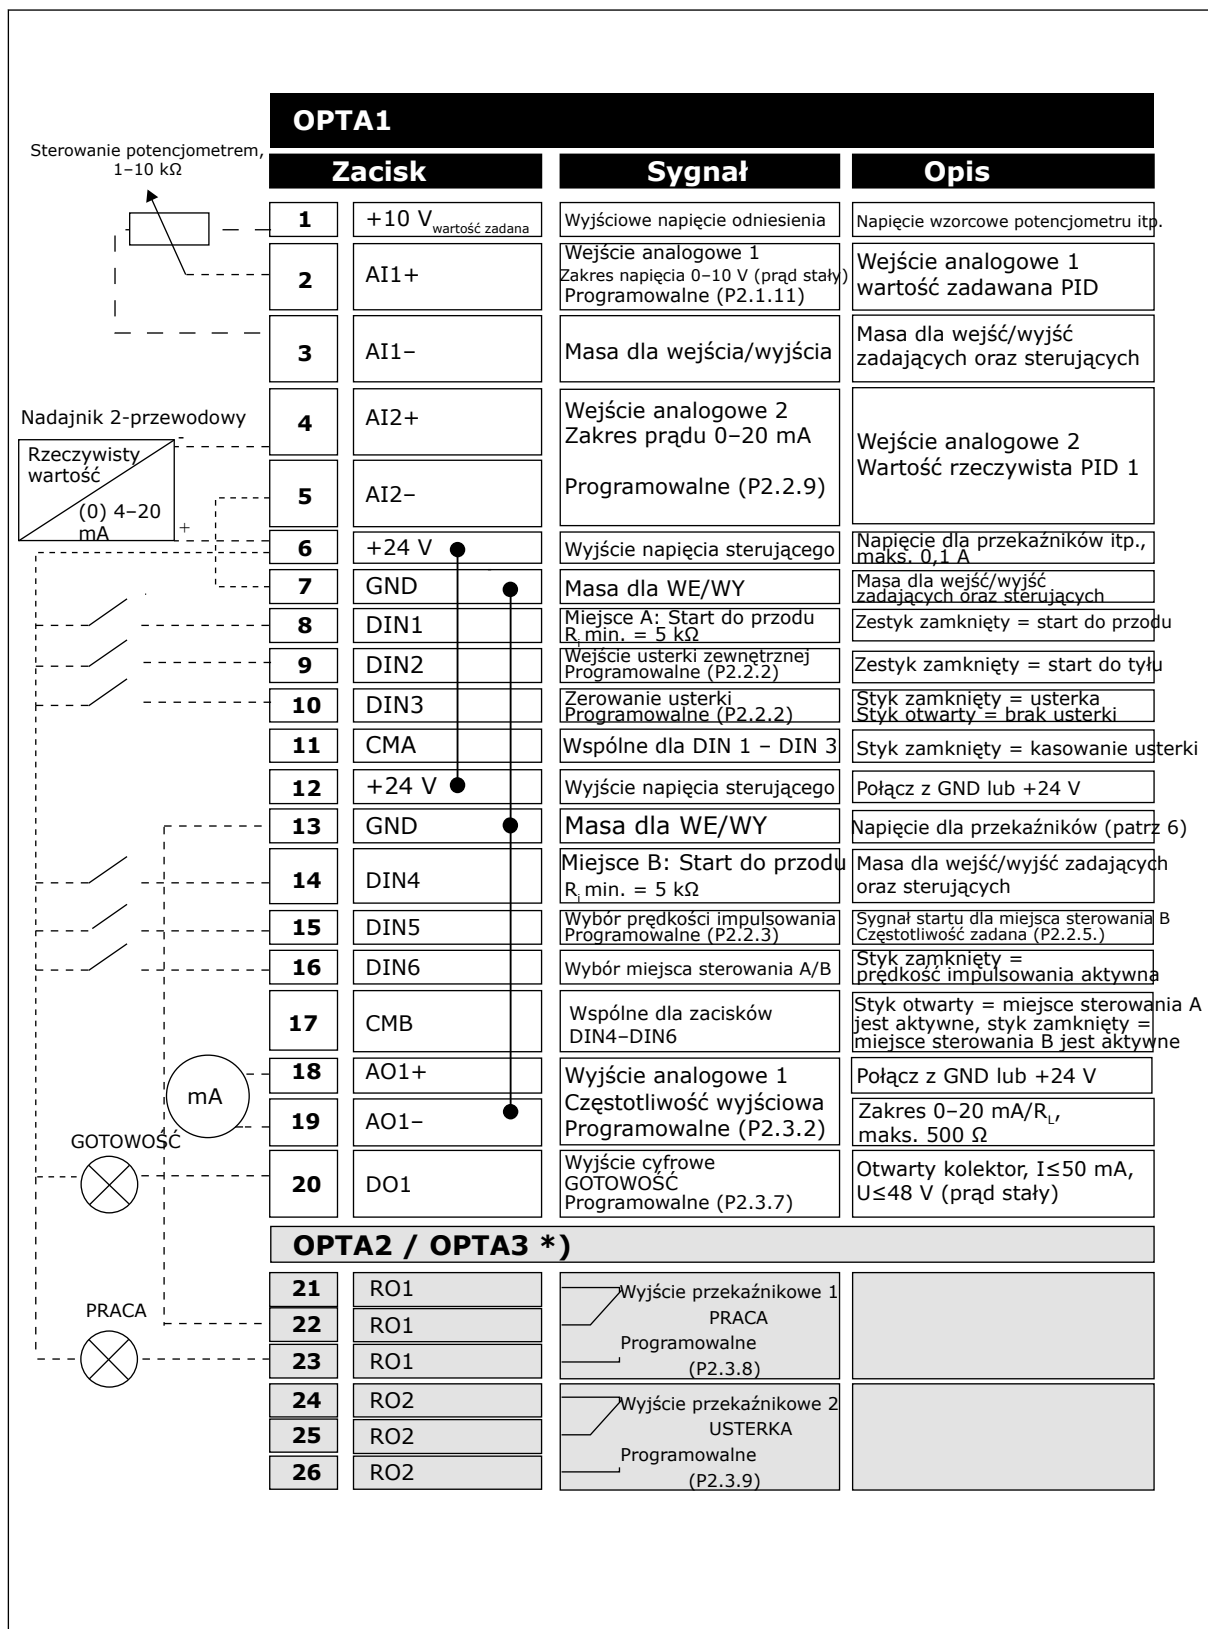 OPTA1
Sterowanie potencjometrem,
1–10 kΩ
Zacisk
Sygnał
Opis
1
+10 V wartość zadana
Wyjściowe napięcie odniesienia
Napięcie wzorcowe potencjometru itp.
2
AI1+
Wejście analogowe 1
Zakres napięcia 0–10 V (prąd stały)
Programowalne (P2.1.11)
Wejście analogowe 1
wartość zadawana PID
3
AI1–
Masa dla wejścia/wyjścia
Masa dla wejść/wyjść
zadających oraz sterujących
Nadajnik 2-przewodowy
Rzeczywisty
wartość
(0) 4–20
mA
-
+
4
AI2+
Wejście analogowe 2
Zakres prądu 0–20 mA
Programowalne (P2.2.9)
Wejście analogowe 2
Wartość rzeczywista PID 1
5
AI2–
6
+24 V
Wyjście napięcia sterującego
Napięcie dla przekaźników itp.,
maks. 0,1 A
7
GND
Masa dla WE/WY
Masa dla wejść/wyjść
zadających oraz sterujących
8
DIN1
Miejsce A: Start do przodu
Ri min. = 5 kΩ
Zestyk zamknięty = start do przodu
9
DIN2
Wejście usterki zewnętrznej
Programowalne (P2.2.2)
Zestyk zamknięty = start do tyłu
10
DIN3
Zerowanie usterki
Programowalne (P2.2.2)
Styk zamknięty = usterka
Styk otwarty = brak usterki
11
CMA
Wspólne dla DIN 1 – DIN 3
Styk zamknięty = kasowanie usterki
12
+24 V
Wyjście napięcia sterującego
Połącz z GND lub +24 V
13
GND
Masa dla WE/WY
Napięcie dla przekaźników (patrz 6)
14
DIN4
Miejsce B: Start do przodu
Ri min. = 5 kΩ
Masa dla wejść/wyjść zadających
oraz sterujących
15
DIN5
Wybór prędkości impulsowania
Programowalne (P2.2.3)
Sygnał startu dla miejsca sterowania B
Częstotliwość zadana (P2.2.5.)
16
DIN6
Wybór miejsca sterowania A/B
Styk zamknięty =
prędkość impulsowania aktywna
17
CMB
Wspólne dla zacisków
DIN4–DIN6
Styk otwarty = miejsce sterowania A
jest aktywne, styk zamknięty =
miejsce sterowania B jest aktywne
mA
18
AO1+
Wyjście analogowe 1
Częstotliwość wyjściowa
Programowalne (P2.3.2)
Połącz z GND lub +24 V
19
AO1–
Zakres 0–20 mA/RL,
maks. 500 Ω
GOTOWOŚĆ
20
DO1
Wyjście cyfrowe
GOTOWOŚĆ
Programowalne (P2.3.7)
Otwarty kolektor, I≤50 mA,
U≤48 V (prąd stały)
OPTA2 / OPTA3 *)
21
RO1
Wyjście przekaźnikowe 1
PRACA
Programowalne
(P2.3.8)
PRACA
22
RO1
23
RO1
24
RO2
Wyjście przekaźnikowe 2
USTERKA
Programowalne
(P2.3.9)
25
RO2
26
RO2